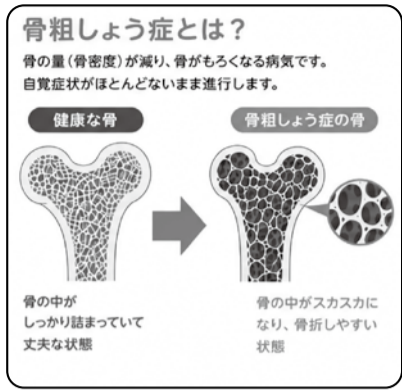 骨粗しょう症とは?
骨の量(骨密度)が減り、骨がもろくなる病気です。
自覚症状がほとんどないまま進行します。
健康な骨
骨粗しょう症の骨
骨の中が
しっかり詰まっていて
丈夫な状態
骨の中がスカスカに
なり、骨折しやすい
状態